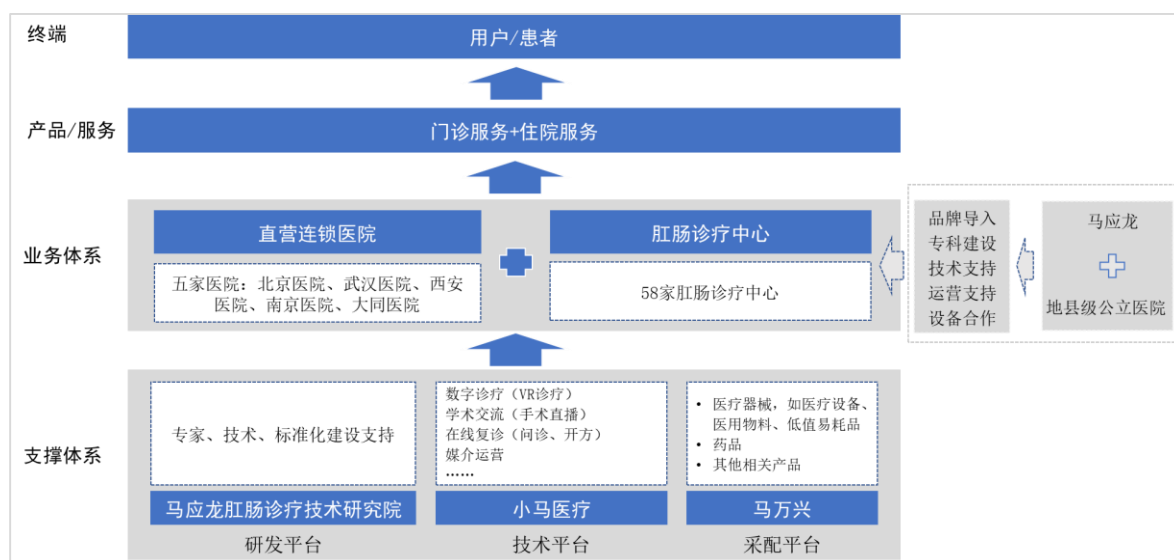 终端
用户/患者
产品/服务
门诊服务+住院服务
业务体系
直营连锁医院
五家医院：北京医院、武汉医院、西安
医院、南京医院、大同医院
肛肠诊疗中心
58家肛肠诊疗中心
品牌导入
专科建设
技术支持
运营支持
设备合作
马应龙
地县级公立医院
支撑体系
专家、技术、标准化建设支持
马应龙肛肠诊疗技术研究院
研发平台
数字诊疗（VR诊疗）
学术交流（手术直播）
在线复诊（问诊、开方）
媒介运营
……
小马医疗
技术平台
• 医疗器械，如医疗设备、
医用物料、低值易耗品
• 药品
• 其他相关产品
马万兴
采配平台